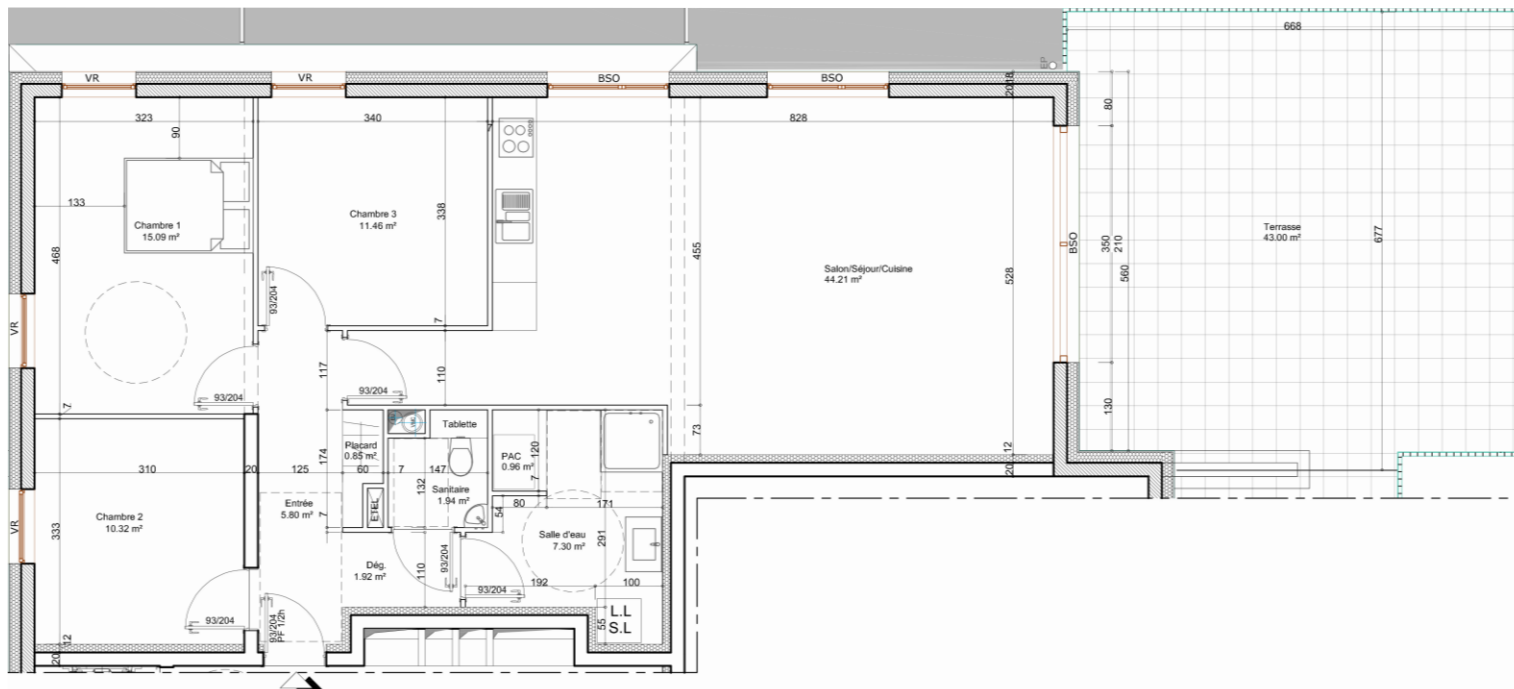 668
VR
VR
BSO
BSO
EP
2018
80
323
340
7
828
90
133
Chambre 1
15.09 m²
Chambre 3
11.46 m²
338
468
455
528
Salon/Séjour/Cuisine
44.21 m²
BSO
350
210
560
Terrasse
43.00 m²
677
VR
93/204
7
117
110
93/204
93/204
7
130
73
12
20
Tablette
Placard
0.85 m²
174
PAC
0.96 m²
120
7
310
20
125
60
7
147
132
Sanitaire
1.94 m²
80
171
54
ETEL
Entrée
5.80 m²
7
VR
333
Chambre 2
10.32 m²
Salle d'eau
7.30 m²
291
Dég.
1.92 m²
110
93/204
93/204
192
100
L.L
S.L
55
93/204
93/204
PF 1/2h
12
20